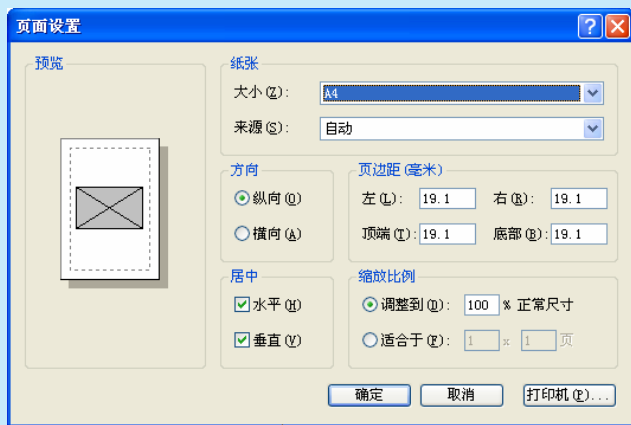 页面设置
预览
纸张
大小(Z):
A4
来源(S):
自动
方向
纵向(O)
横向(A)
页边距(毫米)
左(L): 19.1 右(R): 19.1
顶端(T): 19.1 底部(B): 19.1
居中
水平(H)
垂直(V)
缩放比例
调整到(D): 100 % 正常尺寸
适合于(F): 1 x 1 页
确定 取消 打印机(P)...